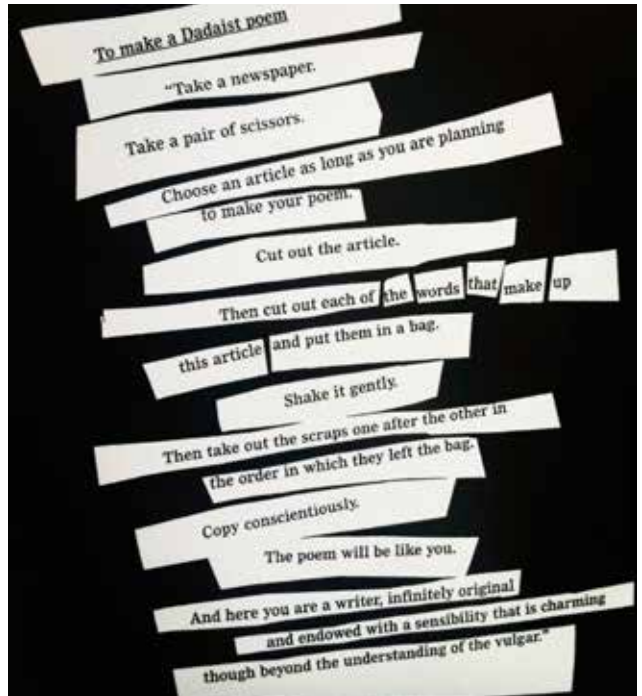 To make a Dadaist poem
“Take a newspaper.
Take a pair of scissors.
Choose an article as long as you are planning
to make your poem.
Cut out the article.
Then cut out each of the words that make up
this article and put them in a bag.
Shake it gently.
Then take out the scraps one after the other in
the order in which they left the bag.
Copy conscientiously.
The poem will be like you.
And here you are a writer, infinitely original
and endowed with a sensibility that is charming
though beyond the understanding of the vulgar.”